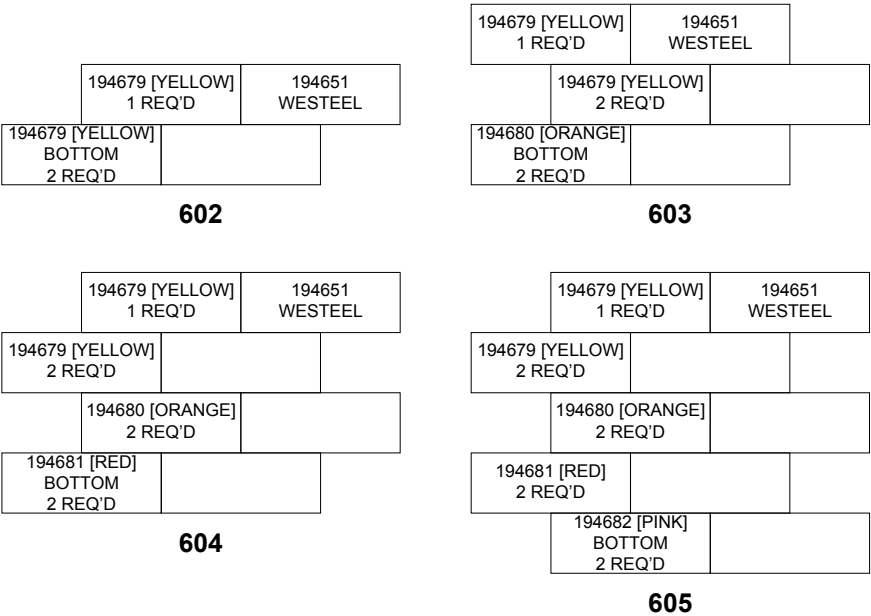 194679 [YELLOW]
1 REQ’D
194651
WESTEEL
194679 [YELLOW]
BOTTOM
2 REQ’D
602
194679 [YELLOW]
1 REQ’D
194651
WESTEEL
194679 [YELLOW]
2 REQ’D
194680 [ORANGE]
BOTTOM
2 REQ’D
603
194679 [YELLOW]
1 REQ’D
194651
WESTEEL
194679 [YELLOW]
2 REQ’D
194680 [ORANGE]
2 REQ’D
194681 [RED]
BOTTOM
2 REQ’D
604
194679 [YELLOW]
1 REQ’D
194651
WESTEEL
194679 [YELLOW]
2 REQ’D
194680 [ORANGE]
2 REQ’D
194681 [RED]
2 REQ’D
194682 [PINK]
BOTTOM
2 REQ’D
605